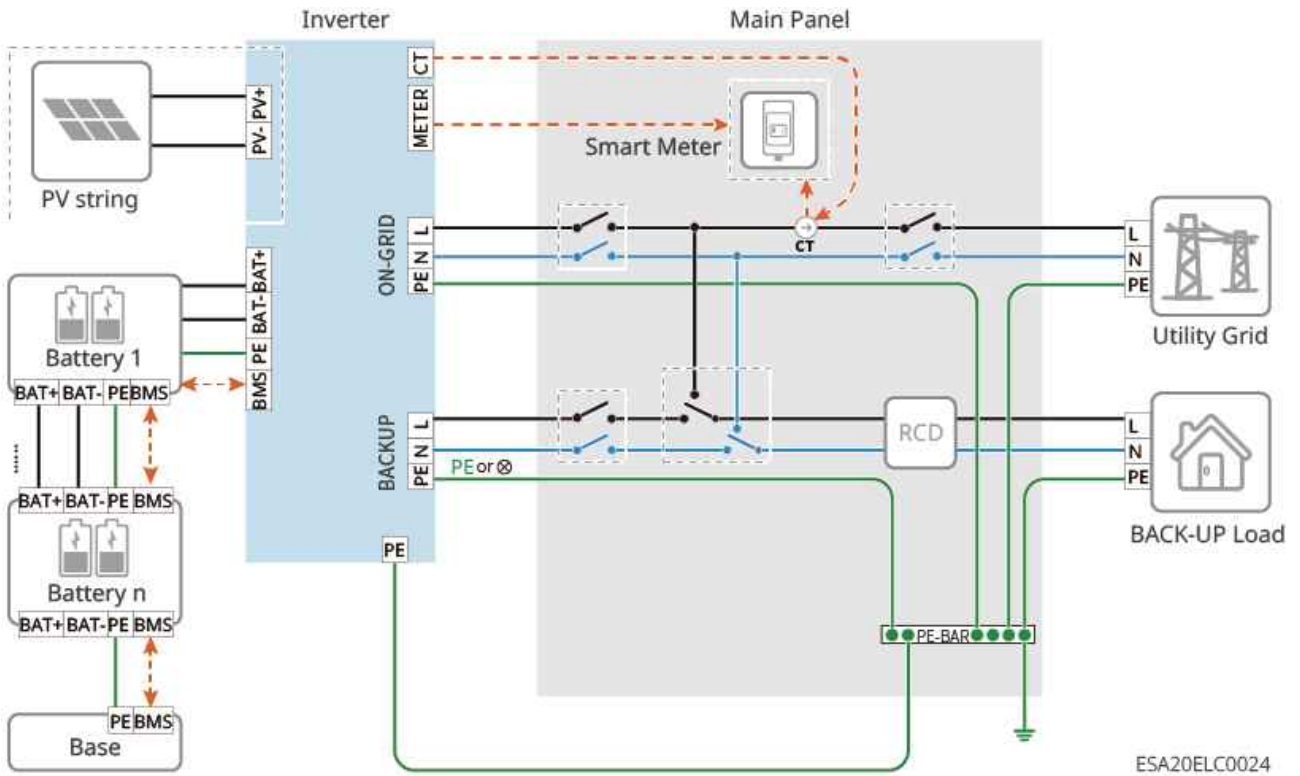 Inverter
Main Panel
PV string
PV+
PV-
CT
METER
Smart Meter
CT
ON-GRID
L
N
PE
L
N
PE
Utility Grid
BAT+
BAT-
PE
BMS
Battery 1
BAT+ BAT- PE BMS
BACKUP
L
N
PE
PE or ⊗
RCD
L
N
PE
BACK-UP Load
......
BAT+ BAT- PE BMS
Battery n
BAT+ BAT- PE BMS
PE
PE-BAR
PE BMS
Base
ESA20ELC0024